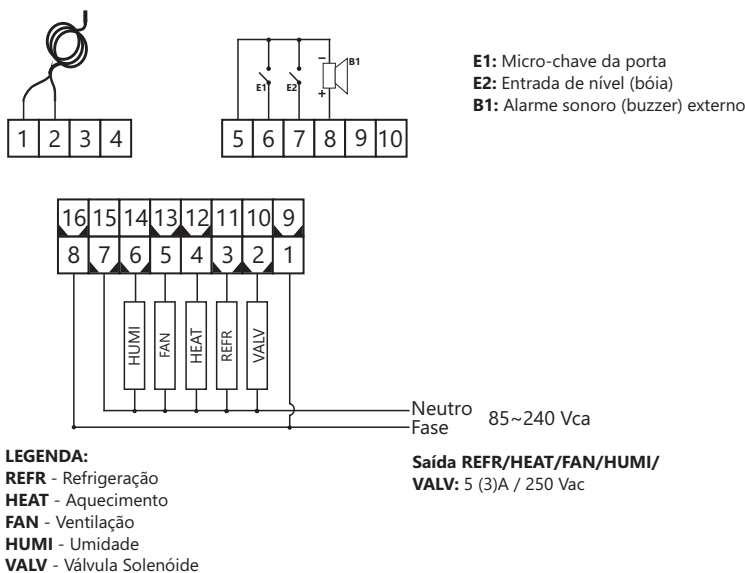 B1
E1 E2
E1: Micro-chave da porta
E2: Entrada de nível (bóia)
B1: Alarme sonoro (buzzer) externo
1 2 3 4
5 6 7 8 9 10
16 15 14 13 12 11 10 9
8 7 6 5 4 3 2 1
HUMI
FAN
HEAT
REFR
VALV
Neutro
Fase
85~240 Vca
LEGENDA:
REFR - Refrigeração
HEAT - Aquecimento
FAN - Ventilação
HUMI - Umidade
VALV - Válvula Solenóide
Saída REFR/HEAT/FAN/HUMI/
VALV: 5 (3)A / 250 Vac